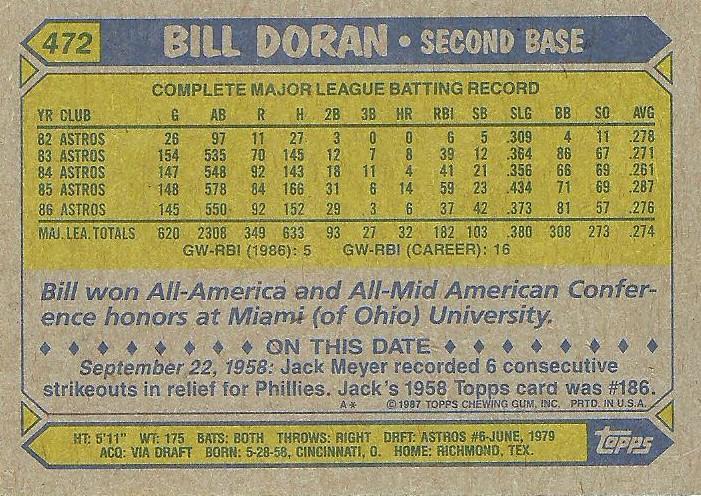 472 BILL DORAN • SECOND BASE
COMPLETE MAJOR LEAGUE BATTING RECORD
YR CLUB G AB R H 2B 3B HR RBI SB SLG BB SO AVG
82 ASTROS 26 97 11 27 3 0 0 6 5 .309 4 11 .278
83 ASTROS 154 535 70 145 12 7 8 39 12 .364 86 67 .271
84 ASTROS 147 548 92 143 18 11 4 41 21 .356 66 69 .261
85 ASTROS 148 578 84 166 31 6 14 59 23 .434 71 69 .287
86 ASTROS 145 550 92 152 29 3 6 37 42 .373 81 57 .276
MAJ. LEA. TOTALS 620 2308 349 633 93 27 32 182 103 .380 308 273 .274
GW-RBI (1986): 5 GW-RBI (CAREER): 16
Bill won All-America and All-Mid American Confer-
ence honors at Miami (of Ohio) University.
♦ ♦ ♦ ♦ ♦ ♦ ♦ ♦ ON THIS DATE ♦ ♦ ♦ ♦ ♦ ♦ ♦ ♦
September 22, 1958: Jack Meyer recorded 6 consecutive
strikeouts in relief for Phillies. Jack's 1958 Topps card was #186.
A* ©1987 TOPPS CHEWING GUM, INC. PRTD. IN U.S.A.
HT: 5'11" WT: 175 BATS: BOTH THROWS: RIGHT DRFT: ASTROS #6-JUNE, 1979
ACQ: VIA DRAFT BORN: 5-28-58, CINCINNATI, O. HOME: RICHMOND, TEX.
TOPPS